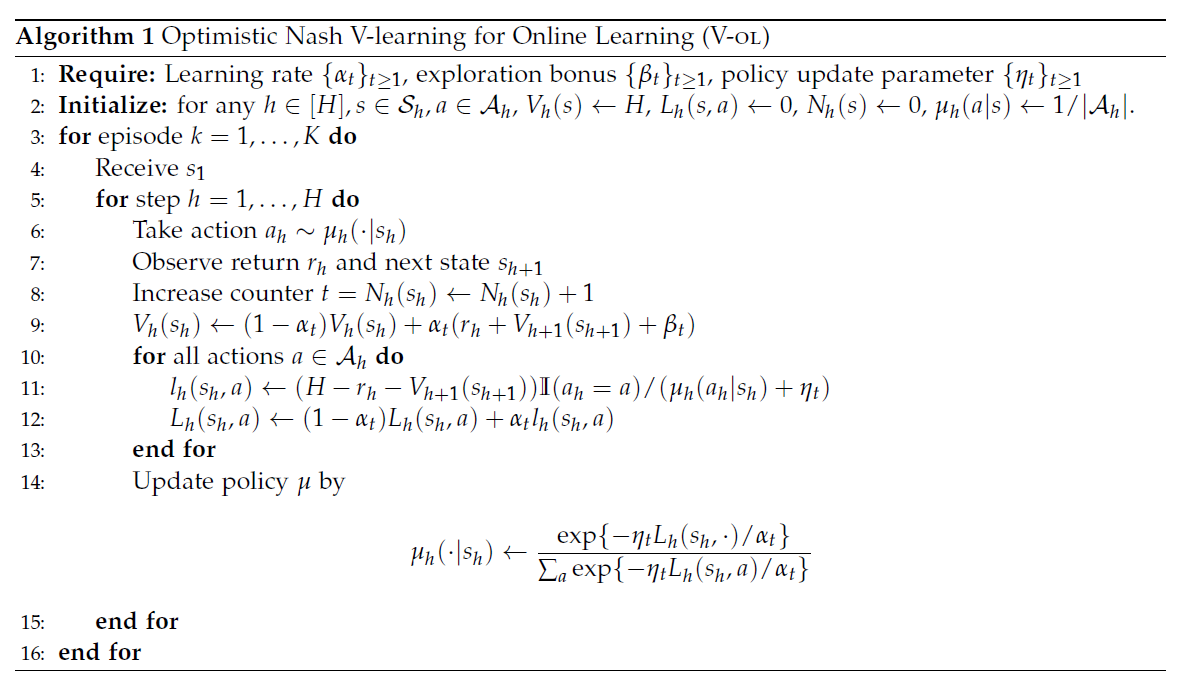 Algorithm 1 Optimistic Nash V-learning for Online Learning (V-OL)
1: Require: Learning rate {α_t}_{t≥1}, exploration bonus {β_t}_{t≥1}, policy update parameter {η_t}_{t≥1}
2: Initialize: for any h ∈ [H], s ∈ 𝒮_h, a ∈ 𝒜_h, V_h(s) ← H, L_h(s, a) ← 0, N_h(s) ← 0, μ_h(a|s) ← 1/|𝒜_h|.
3: for episode k = 1, . . . , K do
4: Receive s_1
5: for step h = 1, . . . , H do
6: Take action a_h ∼ μ_h(·|s_h)
7: Observe return r_h and next state s_{h+1}
8: Increase counter t = N_h(s_h) ← N_h(s_h) + 1
9: V_h(s_h) ← (1 − α_t)V_h(s_h) + α_t(r_h + V_{h+1}(s_{h+1}) + β_t)
10: for all actions a ∈ 𝒜_h do
11: l_h(s_h, a) ← (H − r_h − V_{h+1}(s_{h+1}))𝕀(a_h = a)/(μ_h(a_h|s_h) + η_t)
12: L_h(s_h, a) ← (1 − α_t)L_h(s_h, a) + α_t l_h(s_h, a)
13: end for
14: Update policy μ by
μ_h(·|s_h) ← exp{−η_t L_h(s_h, ·)/α_t} / ∑_a exp{−η_t L_h(s_h, a)/α_t}
15: end for
16: end for